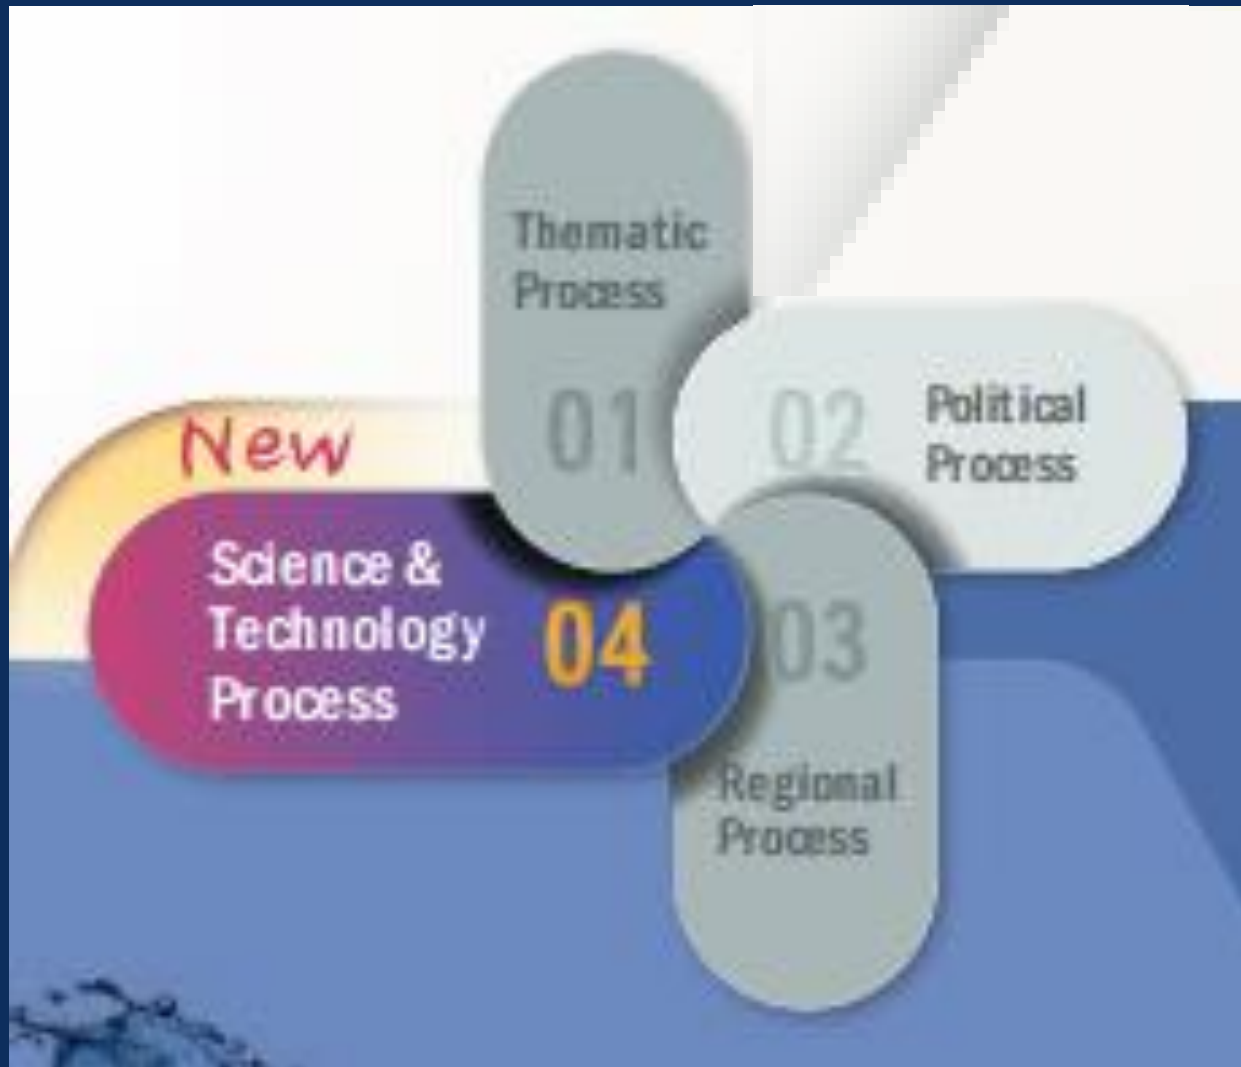 Thematic
Process
01
02
Political
Process
New
Science &
Technology
Process
04
03
Regional
Process